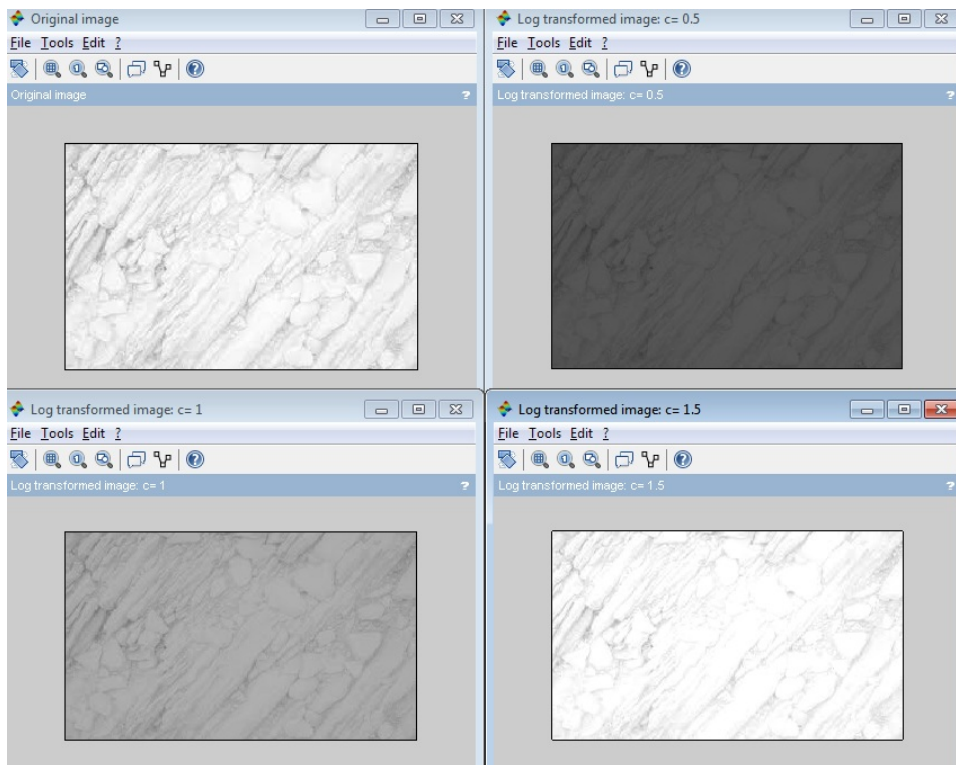 Original image
File Tools Edit ?
Original image ?
Log transformed image: c= 0.5
File Tools Edit ?
Log transformed image: c= 0.5 ?
Log transformed image: c= 1
File Tools Edit ?
Log transformed image: c= 1 ?
Log transformed image: c= 1.5
File Tools Edit ?
Log transformed image: c= 1.5 ?